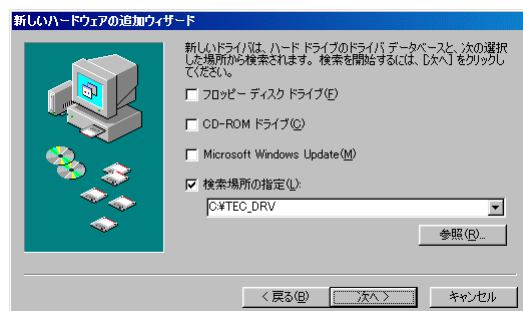 新しいハードウェアの追加ウィザード
新しいドライバは、ハード ドライブのドライバ データベースと、次の選択
した場所から検索されます。検索を開始するには、[次へ] をクリックし
てください。
フロッピー ディスク ドライブ(F)
CD-ROM ドライブ(C)
Microsoft Windows Update(M)
検索場所の指定(L):
C:¥TEC_DRV
参照(R)...
< 戻る(B)
次へ >
キャンセル